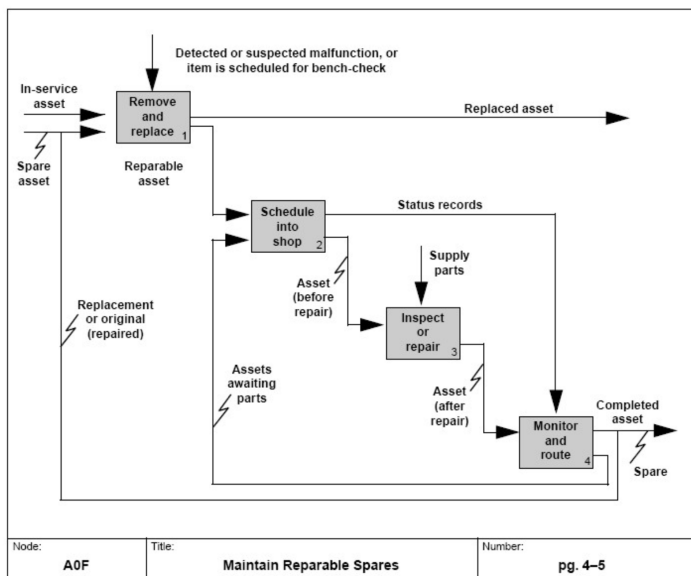 Detected or suspected malfunction, or
item is scheduled for bench-check
In-service
asset
Remove
and
replace
1
Replaced asset
Spare
asset
Reparable
asset
Schedule
into
shop
2
Status records
Supply
parts
Asset
(before
repair)
Replacement
or original
(repaired)
Inspect
or
repair
3
Assets
awaiting
parts
Asset
(after
repair)
Monitor
and
route
4
Completed
asset
Spare
Node:
A0F
Title:
Maintain Reparable Spares
Number:
pg. 4–5